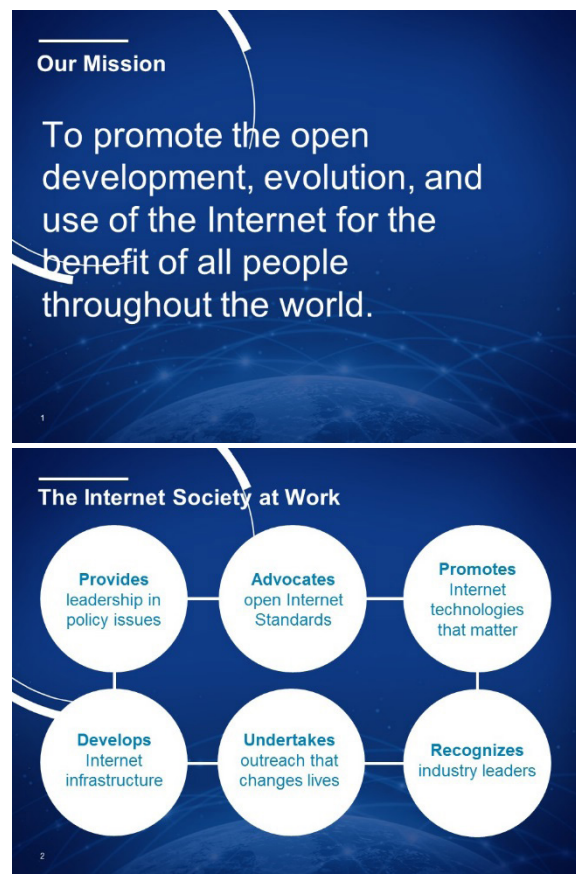 Our Mission
To promote the open
development, evolution, and
use of the Internet for the
benefit of all people
throughout the world.
1
The Internet Society at Work
Provides
leadership in
policy issues
Advocates
open Internet
Standards
Promotes
Internet
technologies
that matter
Develops
Internet
infrastructure
Undertakes
outreach that
changes lives
Recognizes
industry leaders
2